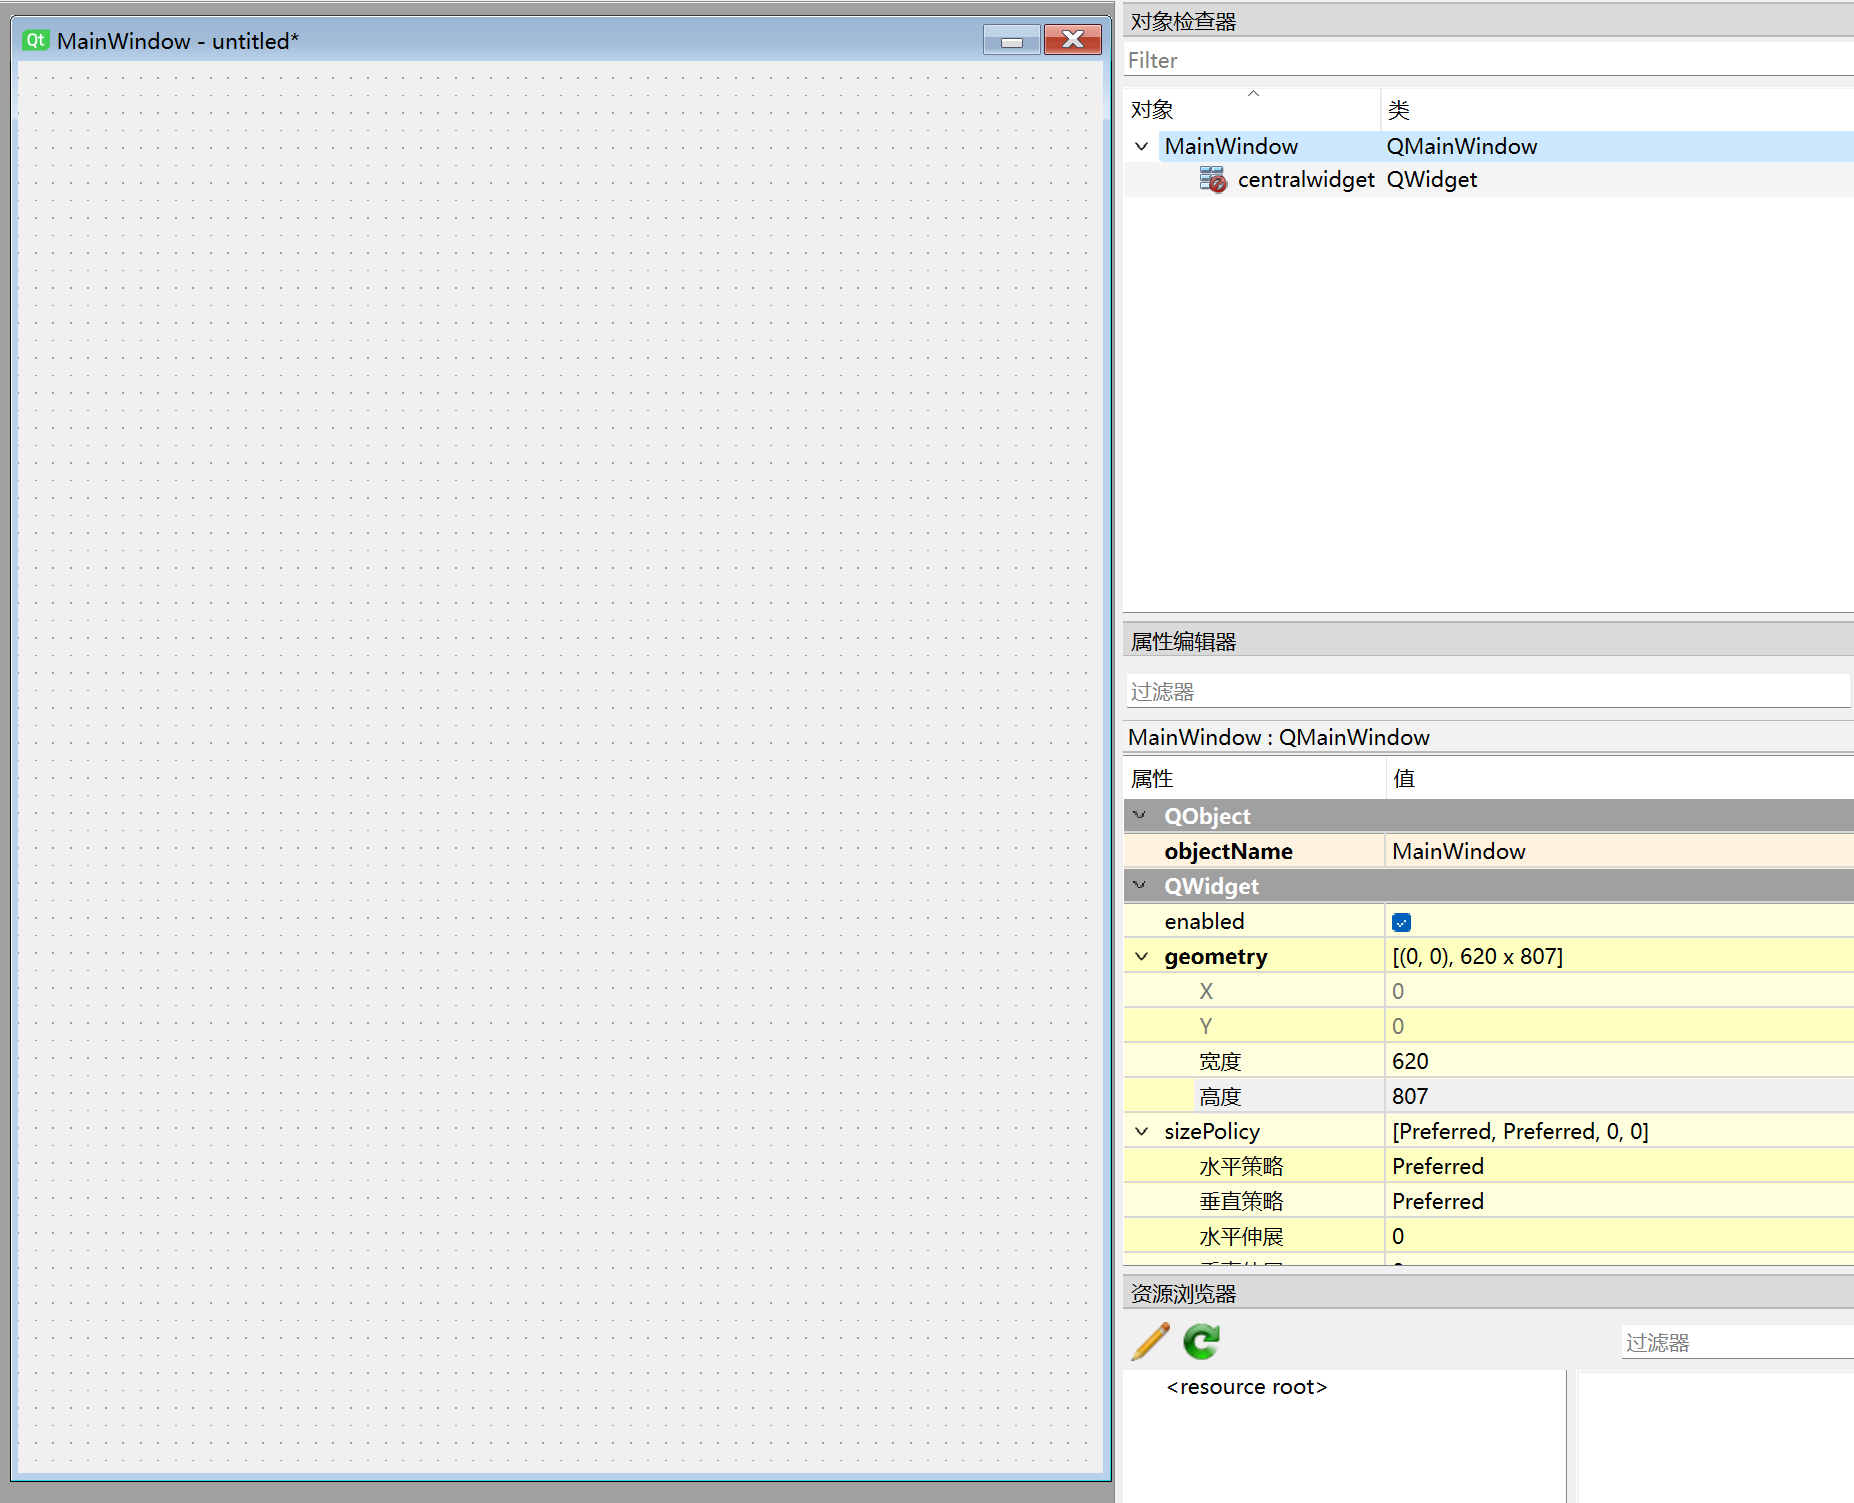 Qt MainWindow - untitled*
对象检查器
Filter
对象 类
MainWindow QMainWindow
centralwidget QWidget
属性编辑器
过滤器
MainWindow : QMainWindow
属性 值
QObject
objectName MainWindow
QWidget
enabled
geometry [(0, 0), 620 x 807]
X 0
Y 0
宽度 620
高度 807
sizePolicy [Preferred, Preferred, 0, 0]
水平策略 Preferred
垂直策略 Preferred
水平伸展 0
资源浏览器
过滤器
<resource root>